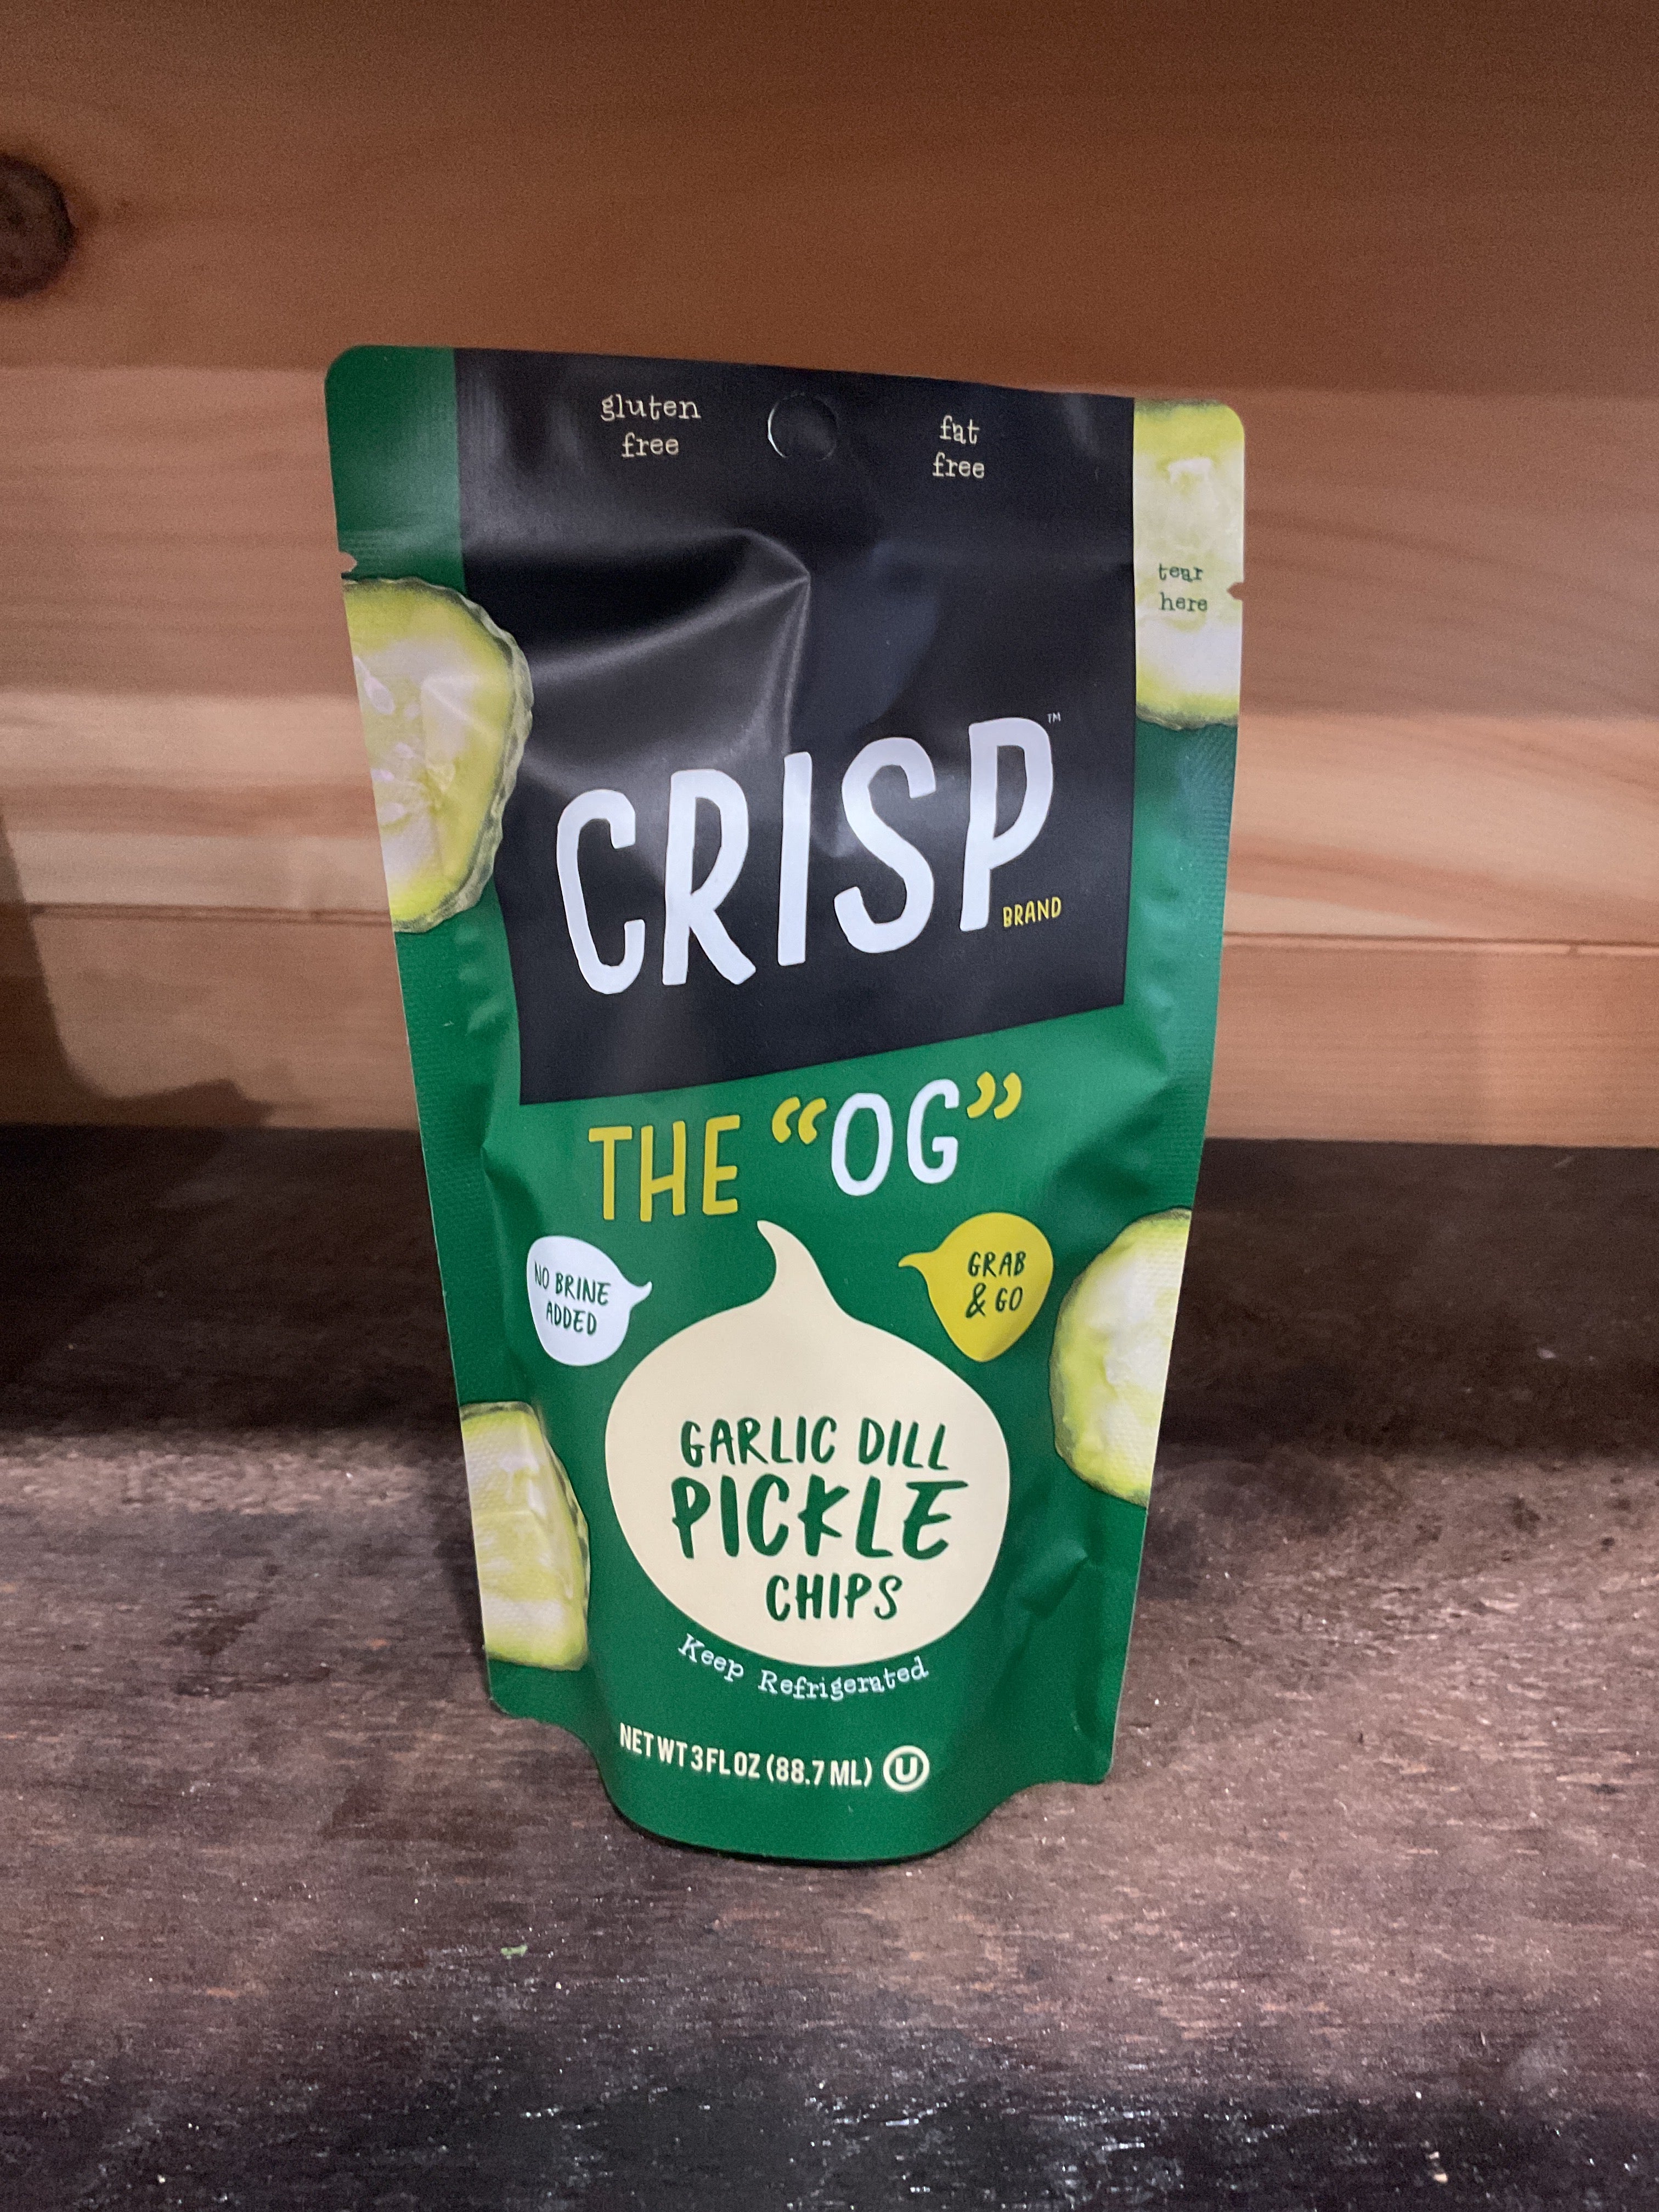 gluten
free
fat
free
tear
here
CRISP™
BRAND
THE “OG”
NO BRINE
ADDED
GRAB
& GO
GARLIC DILL
PICKLE
CHIPS
Keep Refrigerated
NET WT 3 FL OZ (88.7 ML) U